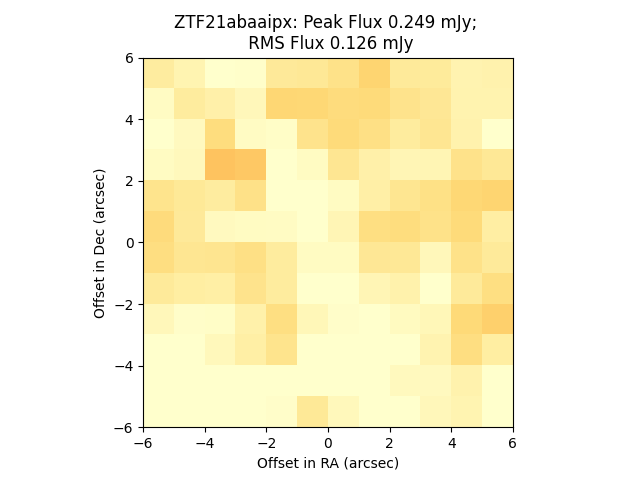 ZTF21abaaipx: Peak Flux 0.249 mJy;
RMS Flux 0.126 mJy
6
4
2
0
−2
−4
−6
Offset in Dec (arcsec)
−6 −4 −2 0 2 4 6
Offset in RA (arcsec)